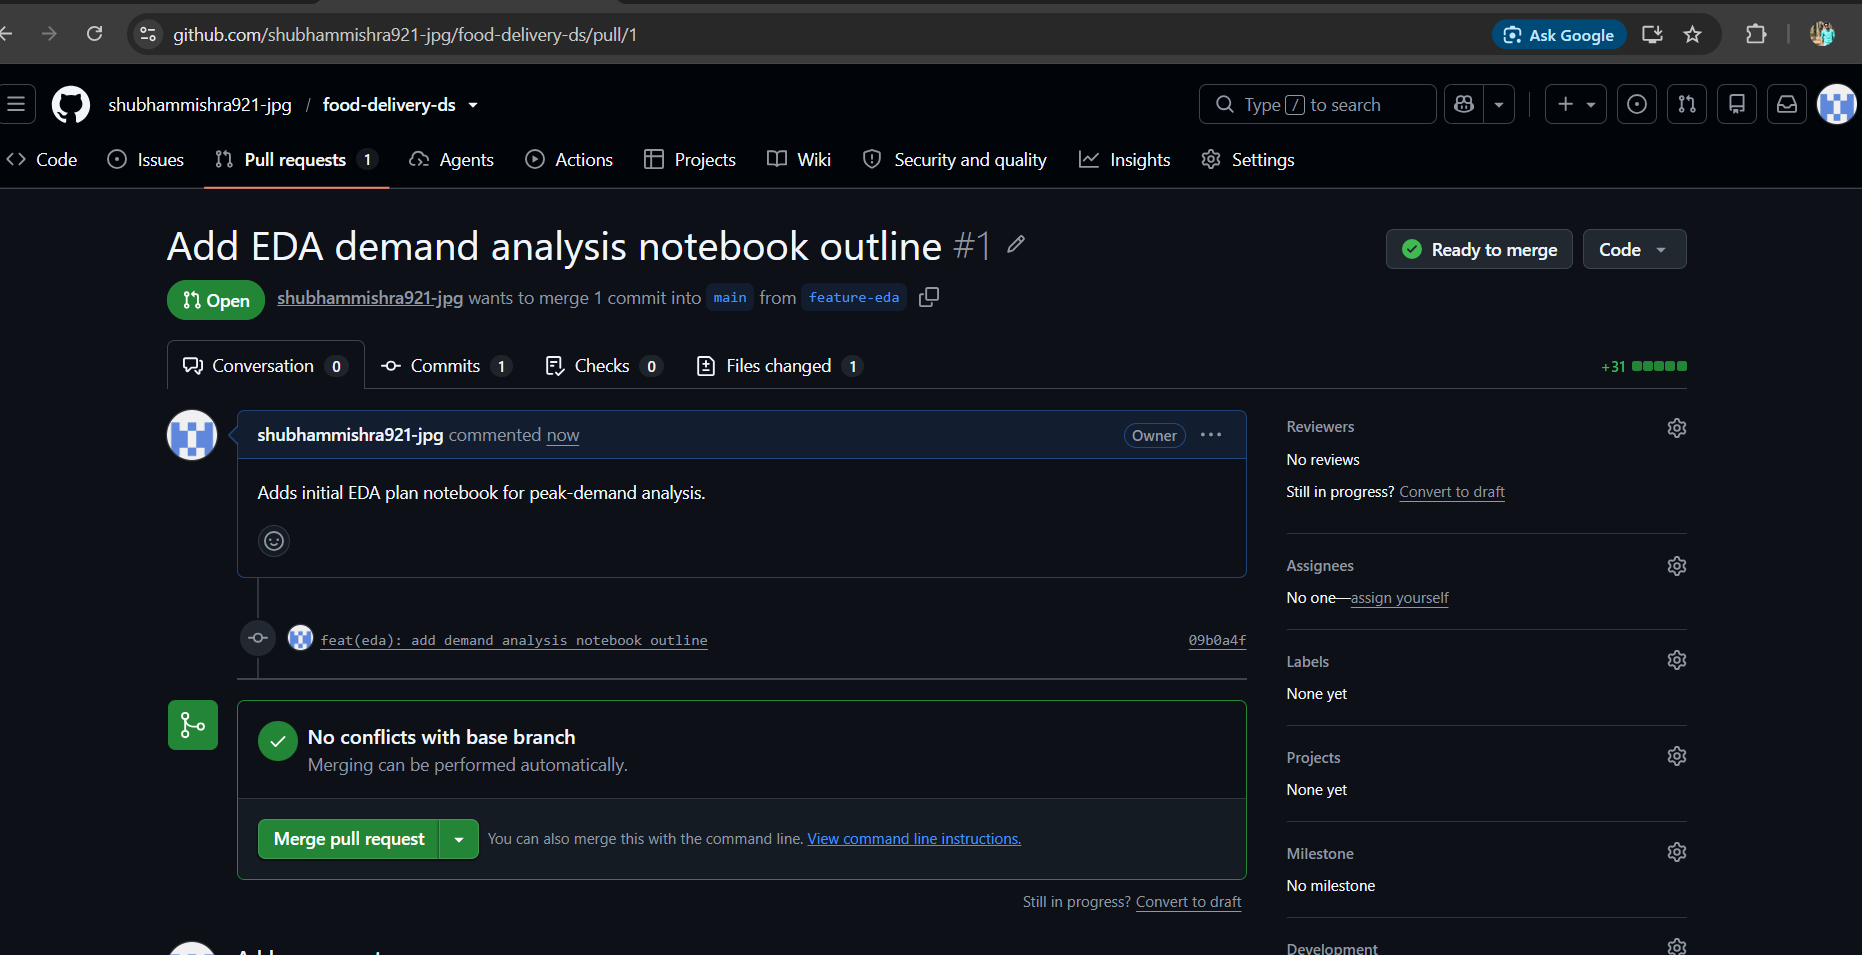 github.com/shubhammishra921-jpg/food-delivery-ds/pull/1
Ask Google
shubhammishra921-jpg / food-delivery-ds
Type / to search
Code
Issues
Pull requests 1
Agents
Actions
Projects
Wiki
Security and quality
Insights
Settings
Add EDA demand analysis notebook outline #1
Ready to merge
Code
Open
shubhammishra921-jpg wants to merge 1 commit into main from feature-eda
Conversation 0
Commits 1
Checks 0
Files changed 1
+31
shubhammishra921-jpg commented now
Owner
Adds initial EDA plan notebook for peak-demand analysis.
feat(eda): add demand analysis notebook outline
09b0a4f
No conflicts with base branch
Merging can be performed automatically.
Merge pull request
You can also merge this with the command line. View command line instructions.
Still in progress? Convert to draft
Reviewers
No reviews
Still in progress? Convert to draft
Assignees
No one—assign yourself
Labels
None yet
Projects
None yet
Milestone
No milestone
Development